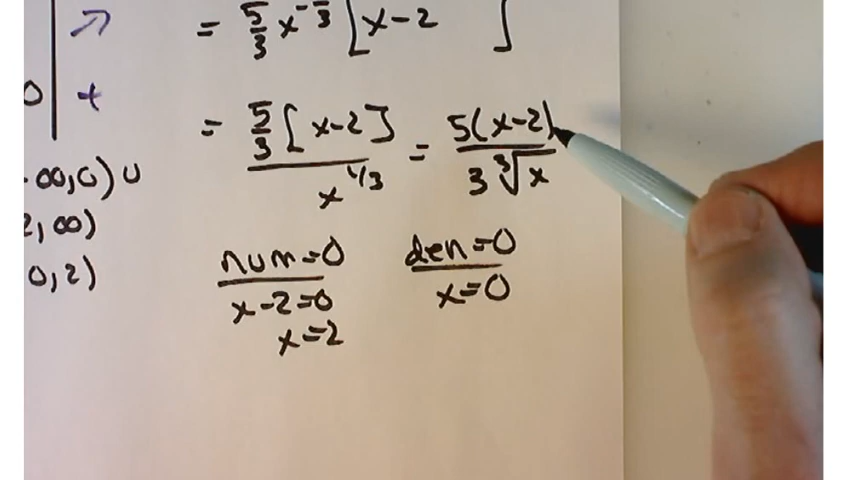 ↗ = 5/3 x^-1/3 [x-2 ]
0 +
= 5/3 [x-2] / x^1/3 = 5(x-2) / 3∛x
∞,0) ∪
2,∞)
0,2)
num=0 den=0
x-2=0 x=0
x=2